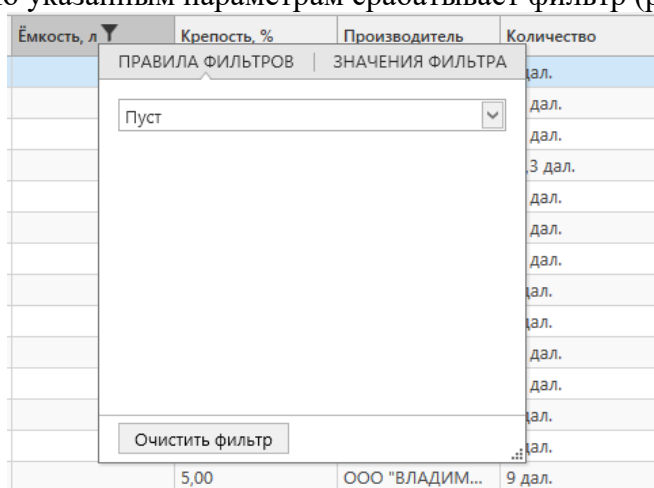 указанным параметрам срабатывает фильтр
Ёмкость, л Крепость, % Производитель Количество
ПРАВИЛА ФИЛЬТРОВ | ЗНАЧЕНИЯ ФИЛЬТРА
дал.
Пуст
дал.
дал.
,3 дал.
дал.
дал.
дал.
дал.
дал.
дал.
дал.
дал.
Очистить фильтр
дал.
5,00 ООО "ВЛАДИМ... 9 дал.